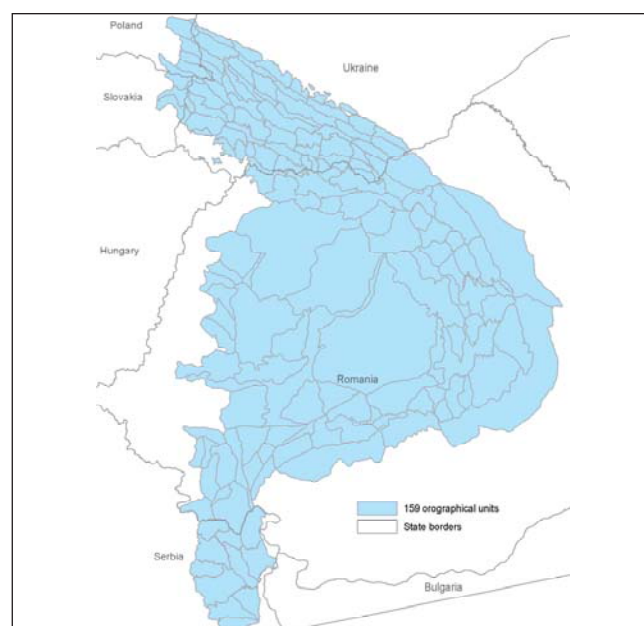 Poland
Ukraine
Slovakia
Hungary
Romania
159 orographical units
State borders
Serbia
Bulgaria